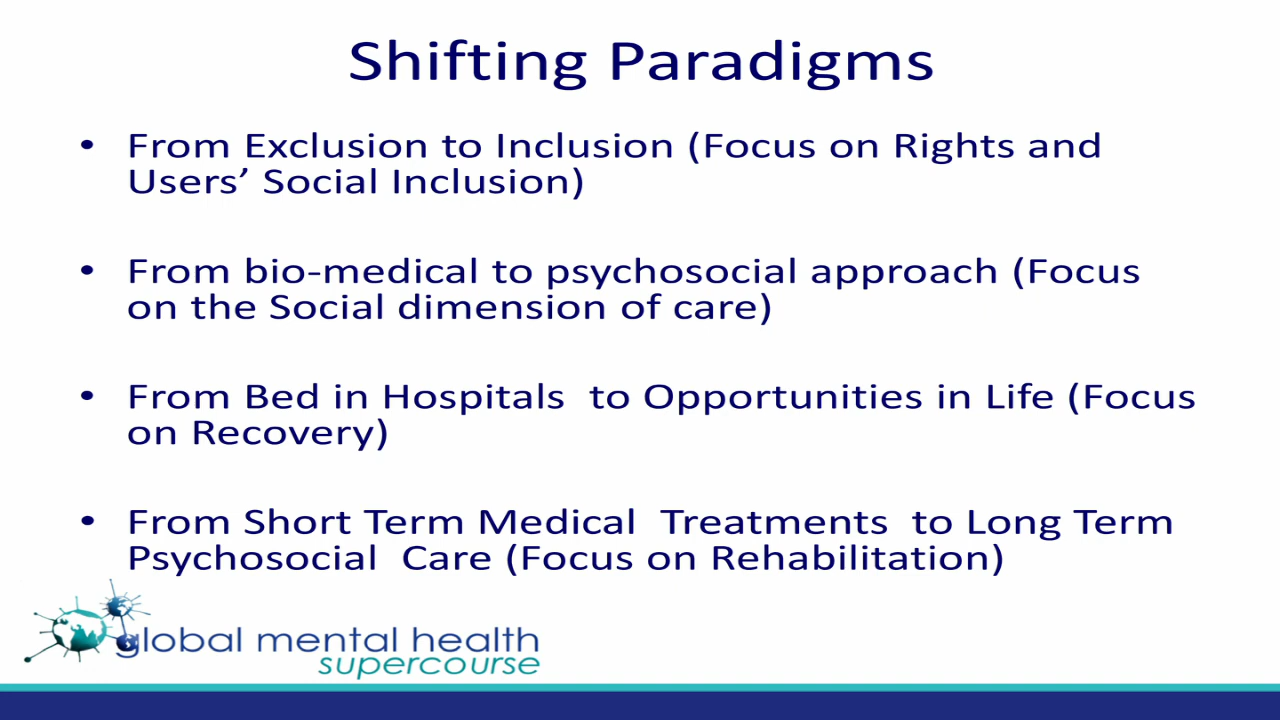 Shifting Paradigms
• From Exclusion to Inclusion (Focus on Rights and
Users’ Social Inclusion)
• From bio-medical to psychosocial approach (Focus
on the Social dimension of care)
• From Bed in Hospitals  to Opportunities in Life (Focus
on Recovery)
• From Short Term Medical  Treatments  to Long Term
Psychosocial  Care (Focus on Rehabilitation)
global mental health
supercourse